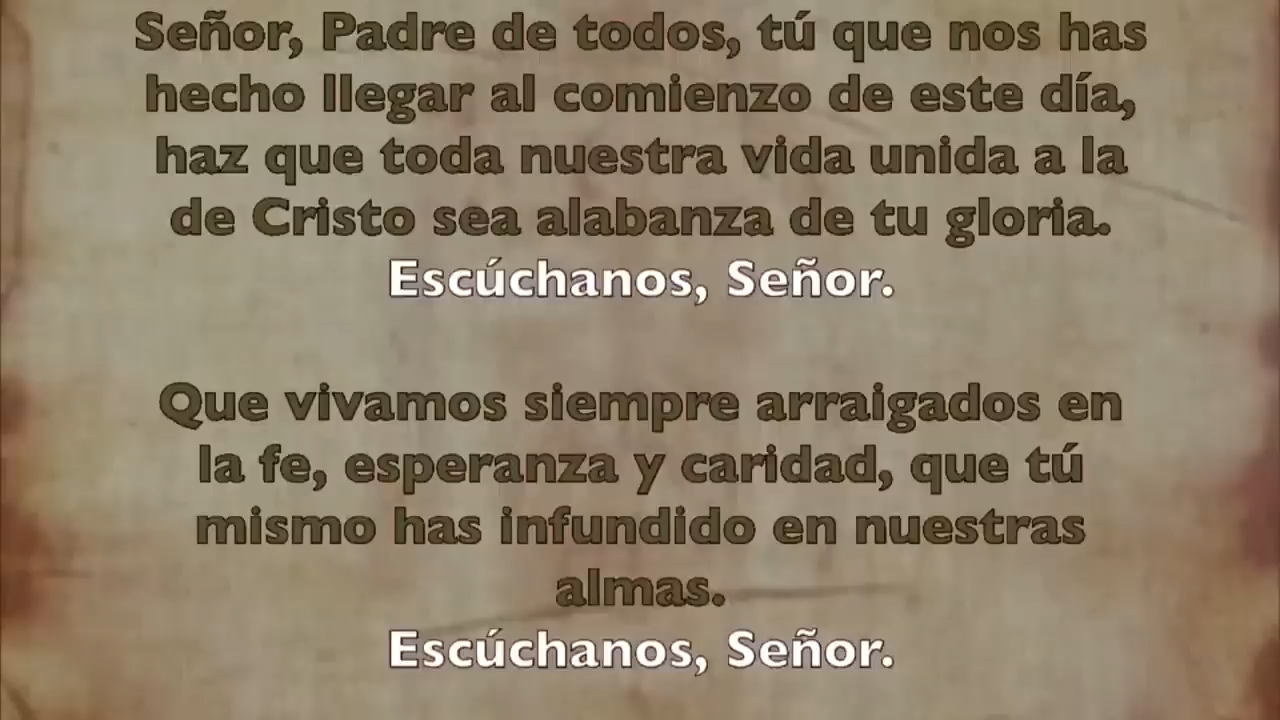 Señor, Padre de todos, tú que nos has
hecho llegar al comienzo de este día,
haz que toda nuestra vida unida a la
de Cristo sea alabanza de tu gloria.
Escúchanos, Señor.
Que vivamos siempre arraigados en
la fe, esperanza y caridad, que tú
mismo has infundido en nuestras
almas.
Escúchanos, Señor.